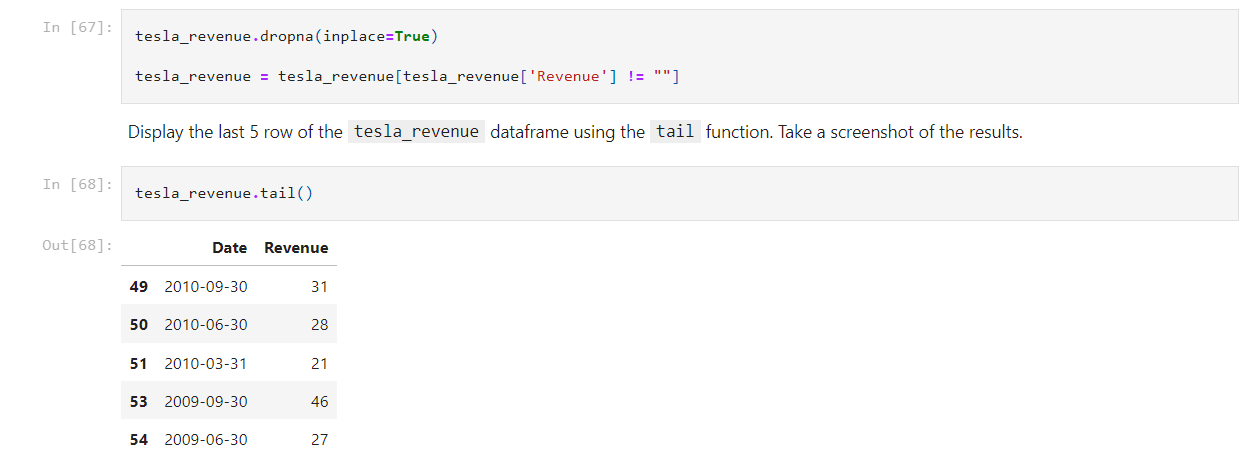 In [67]:
tesla_revenue.dropna(inplace=True)
tesla_revenue = tesla_revenue[tesla_revenue['Revenue'] != ""]
Display the last 5 row of the tesla_revenue dataframe using the tail function. Take a screenshot of the results.
In [68]:
tesla_revenue.tail()
Out[68]:
Date Revenue
49 2010-09-30 31
50 2010-06-30 28
51 2010-03-31 21
53 2009-09-30 46
54 2009-06-30 27